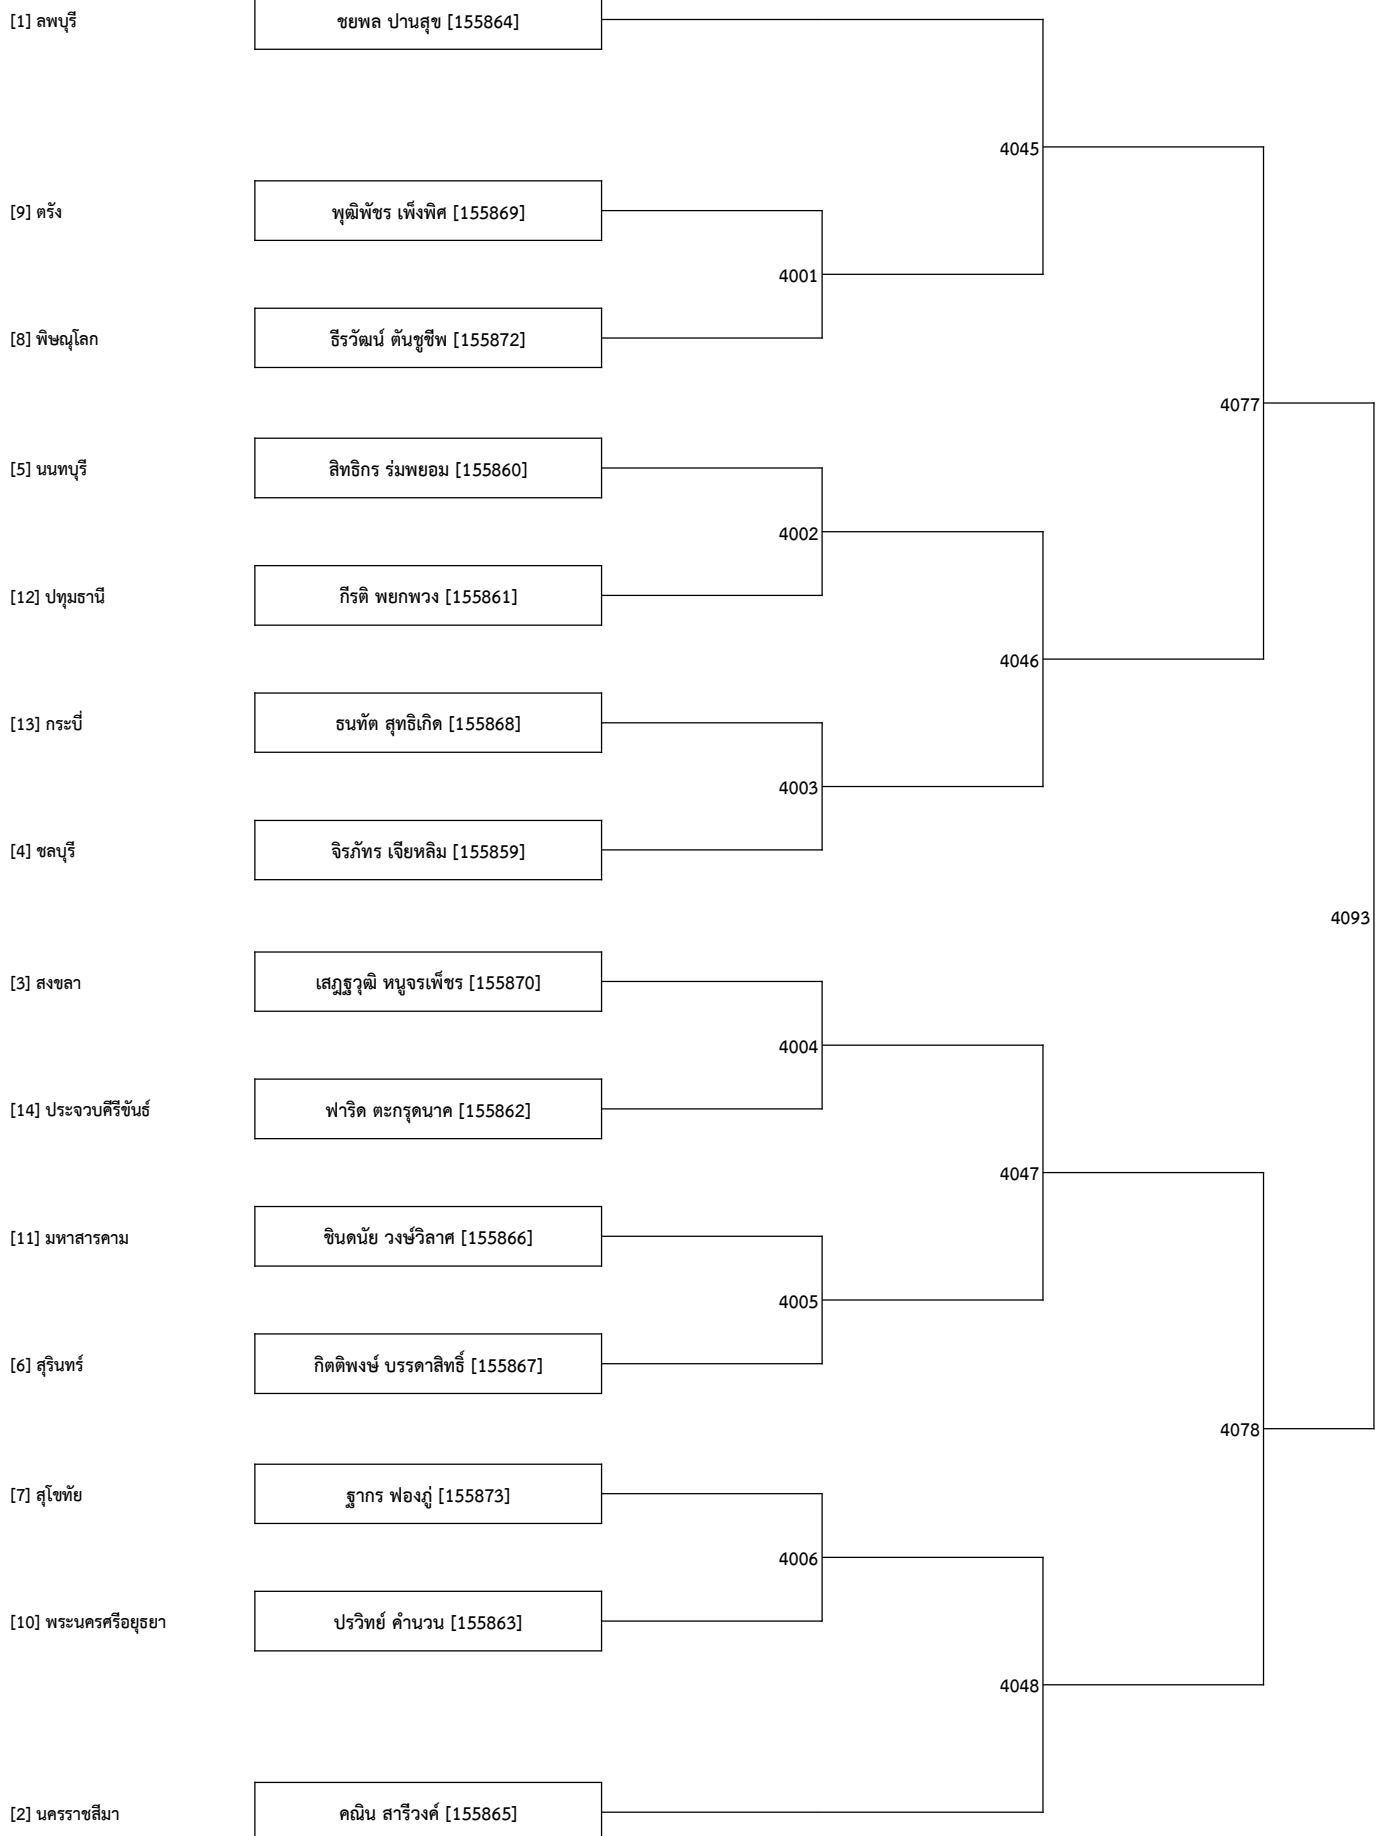 [1] ลพบุรี ชยพล ปานสุข [155864]
4045
[9] ตรัง พุฒิพัชร เพ็งพิศ [155869]
4001
[8] พิษณุโลก ธีรวัฒน์ ตันชูชีพ [155872]
4077
[5] นนทบุรี สิทธิกร ร่มพยอม [155860]
4002
[12] ปทุมธานี กีรติ พยกพวง [155861]
4046
[13] กระบี่ ธนทัต สุทธิเกิด [155868]
4003
[4] ชลบุรี จิรภัทร เจียหลิม [155859]
4093
[3] สงขลา เสฎฐวุฒิ หนูจรเพ็ชร [155870]
4004
[14] ประจวบคีรีขันธ์ ฟาริด ตะกรุดนาค [155862]
4047
[11] มหาสารคาม ชินดนัย วงษ์วิลาศ [155866]
4005
[6] สุรินทร์ กิตติพงษ์ บรรดาสิทธิ์ [155867]
4078
[7] สุโขทัย ฐากร ฟองภู่ [155873]
4006
[10] พระนครศรีอยุธยา ปรวิทย์ คำนวน [155863]
4048
[2] นครราชสีมา คณิน สารีวงค์ [155865]